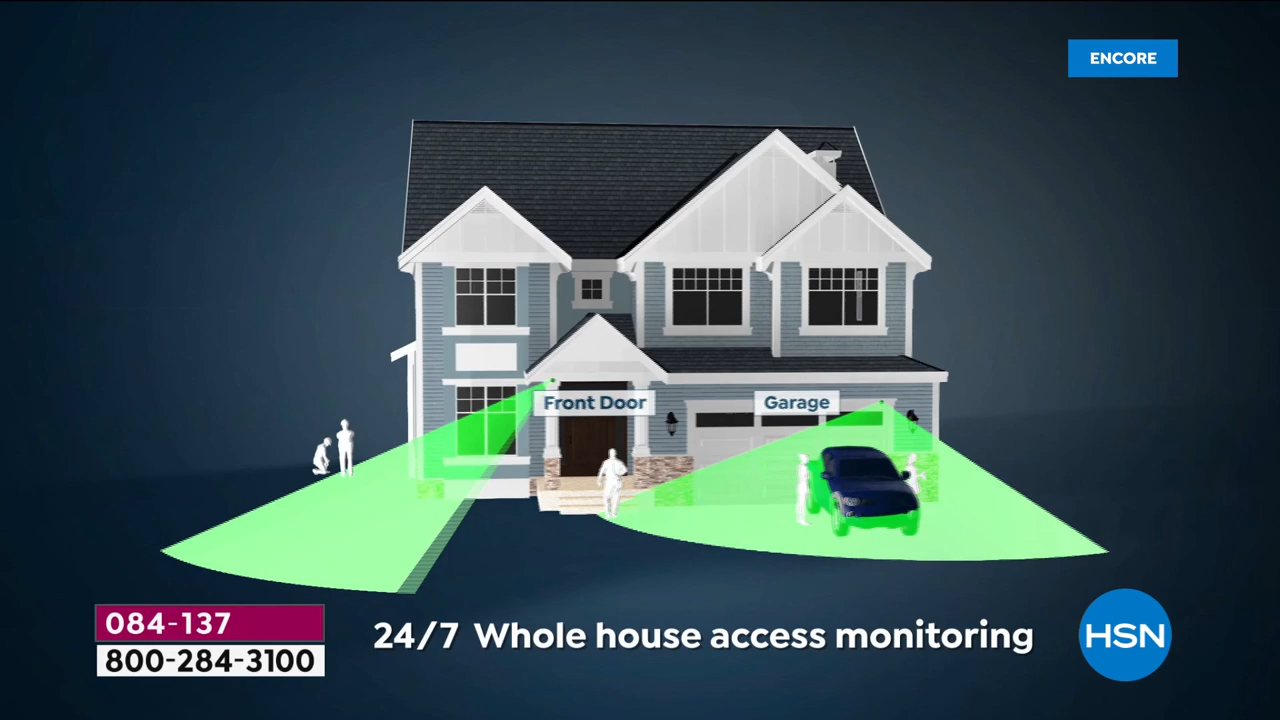 ENCORE
Front Door
Garage
084-137
800-284-3100
24/7 Whole house access monitoring
HSN